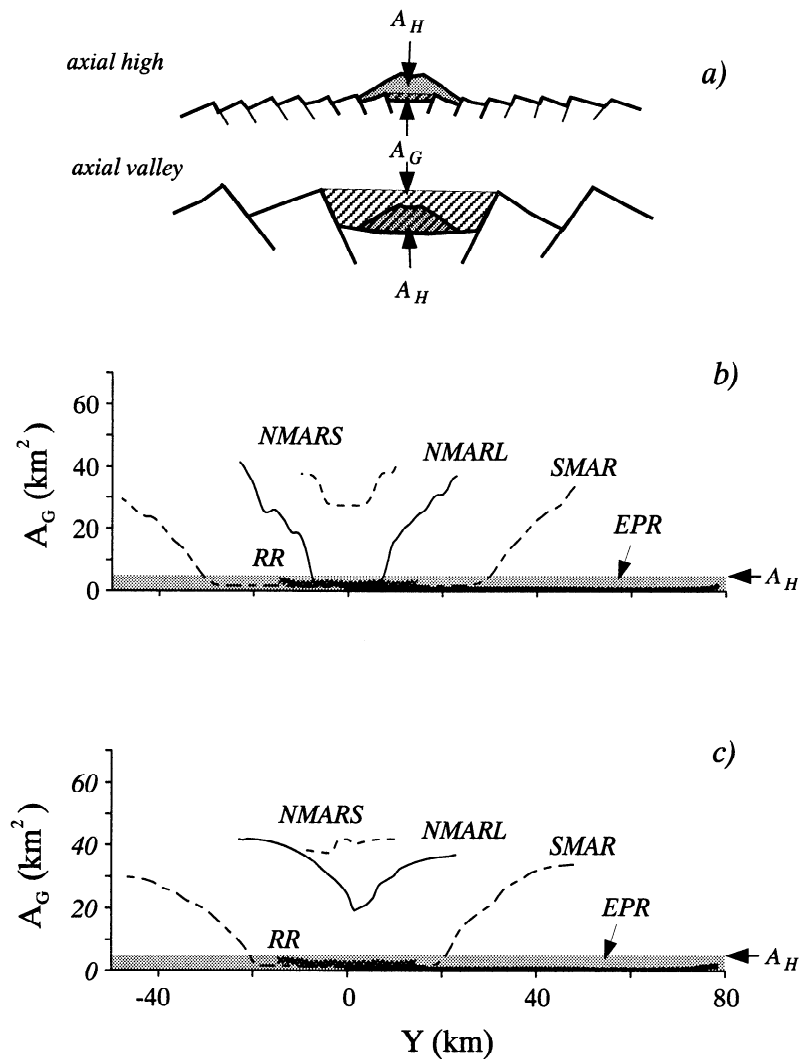 A_H
axial high
a)
A_G
axial valley
A_H
b)
60
NMARS
NMARL
40
SMAR
A_G (km²)
20
EPR
RR
A_H
0
c)
60
NMARS
NMARL
40
SMAR
A_G (km²)
20
EPR
RR
A_H
0
-40 0 40 80
Y (km)